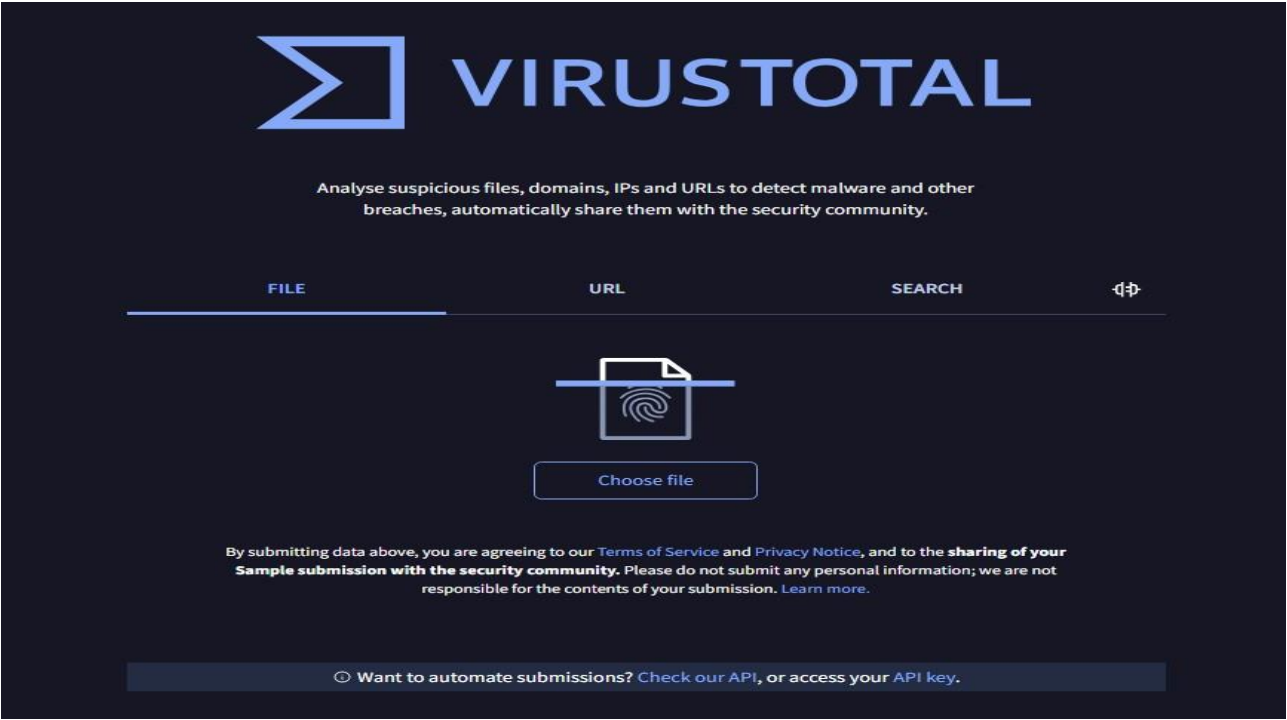 VIRUSTOTAL
Analyse suspicious files, domains, IPs and URLs to detect malware and other
breaches, automatically share them with the security community.
FILE URL SEARCH
Choose file
By submitting data above, you are agreeing to our Terms of Service and Privacy Notice, and to the sharing of your
Sample submission with the security community. Please do not submit any personal information; we are not
responsible for the contents of your submission. Learn more.
Want to automate submissions? Check our API, or access your API key.